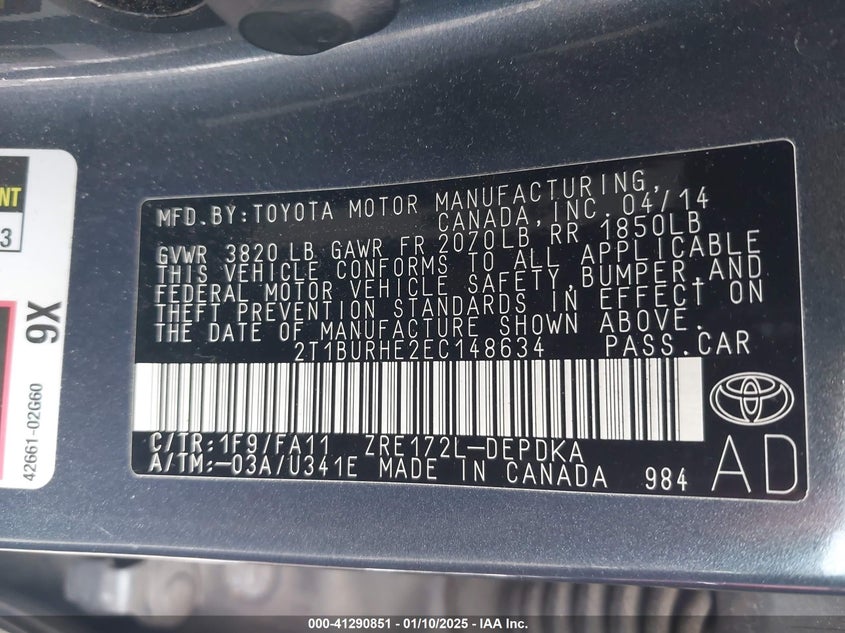 NT
3
9X
42661-02G60
MFD.BY:TOYOTA MOTOR MANUFACTURING,
CANADA,INC. 04/14
GVWR 3820 LB GAWR FR 2070LB, RR 1850LB
THIS VEHICLE CONFORMS TO ALL APPLICABLE
FEDERAL MOTOR VEHICLE SAFETY,BUMPER,AND
THEFT PREVENTION STANDARDS IN EFFECT ON
THE DATE OF MANUFACTURE SHOWN ABOVE.
2T1BURHE2EC148634 PASS.CAR
C/TR:1F9/FA11 ZRE172L-DEPDKA
A/TM:-03A/U341E MADE IN CANADA 984
AD
000-41290851 - 01/10/2025 - IAA Inc.